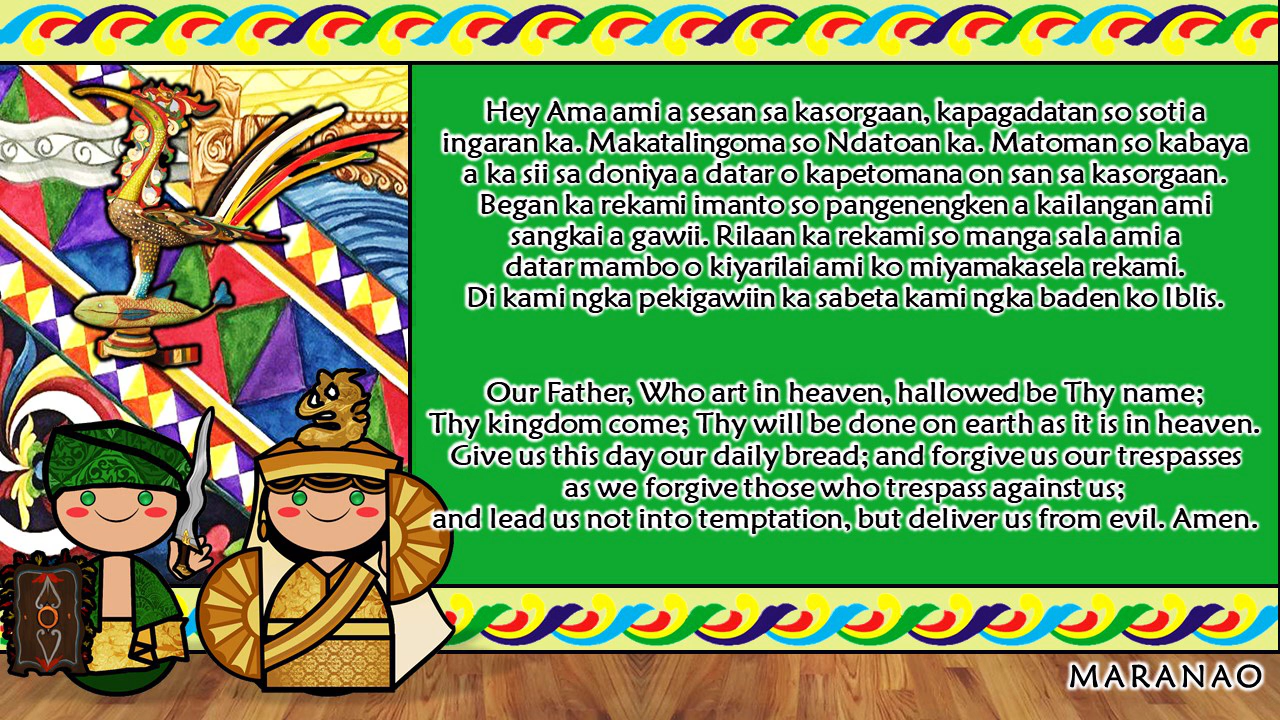 Hey Ama ami a sesan sa kasorgaan, kapagadatan so soti a
ingaran ka. Makatalingoma so Ndatoan ka. Matoman so kabaya
a ka sii sa doniya a datar o kapetomana on san sa kasorgaan.
Began ka rekami imanto so pangenengken a kailangan ami
sangkai a gawii. Rilaan ka rekami so manga sala ami a
datar mambo o kiyarilai ami ko miyamakasela rekami.
Di kami ngka pekigawiin ka sabeta kami ngka baden ko Iblis.
Our Father, Who art in heaven, hallowed be Thy name;
Thy kingdom come; Thy will be done on earth as it is in heaven.
Give us this day our daily bread; and forgive us our trespasses
as we forgive those who trespass against us;
and lead us not into temptation, but deliver us from evil. Amen.
MARANAO